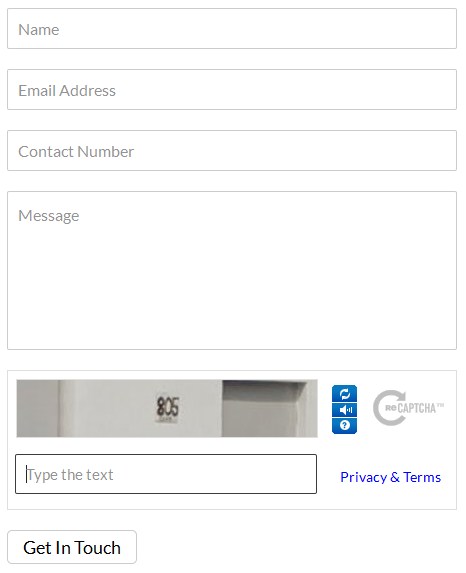 Name
Email Address
Contact Number
Message
805
reCAPTCHA™
Type the text
Privacy & Terms
Get In Touch